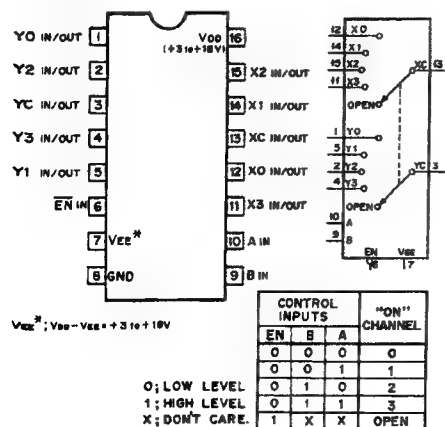 Y0 IN/OUT 1
Y2 IN/OUT 2
YC IN/OUT 3
Y3 IN/OUT 4
Y1 IN/OUT 5
EN IN 6
7 VEE*
8 GND
VDD 16
(+3 to +18V)
15 X2 IN/OUT
14 X1 IN/OUT
13 XC IN/OUT
12 X0 IN/OUT
11 X3 IN/OUT
10 A IN
9 B IN
12 X0
14 X1
15 X2
11 X3
XC 13
OPEN
1 Y0
5 Y1
2 Y2
4 Y3
YC 3
OPEN
10 A
9 B
EN VEE
6 7
VEE*; VDD-VEE=+3 to +18V
CONTROL INPUTS "ON" CHANNEL
EN B A
0 0 0 0
0 0 1 1
0 1 0 2
0 1 1 3
1 X X OPEN
0; LOW LEVEL
1; HIGH LEVEL
X; DON'T CARE.